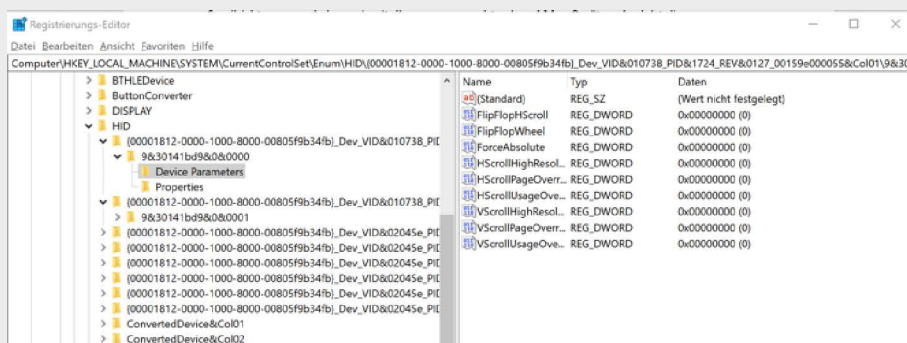 Registrierungs-Editor
Datei Bearbeiten Ansicht Favoriten Hilfe
Computer\HKEY_LOCAL_MACHINE\SYSTEM\CurrentControlSet\Enum\HID\{00001812-0000-1000-8000-00805f9b34fb}_Dev_VID&010738_PID&1724_REV&0127_00159e000055&Col01\9&30
BTHLEDevice
ButtonConverter
DISPLAY
HID
{00001812-0000-1000-8000-00805f9b34fb}_Dev_VID&010738_PID
9&30141bd9&0&0000
Device Parameters
Properties
{00001812-0000-1000-8000-00805f9b34fb}_Dev_VID&010738_PID
9&30141bd9&0&0001
{00001812-0000-1000-8000-00805f9b34fb}_Dev_VID&02045e_PID
{00001812-0000-1000-8000-00805f9b34fb}_Dev_VID&02045e_PID
{00001812-0000-1000-8000-00805f9b34fb}_Dev_VID&02045e_PID
{00001812-0000-1000-8000-00805f9b34fb}_Dev_VID&02045e_PID
{00001812-0000-1000-8000-00805f9b34fb}_Dev_VID&02045e_PID
{00001812-0000-1000-8000-00805f9b34fb}_Dev_VID&02045e_PID
ConvertedDevice&Col01
ConvertedDevice&Col02
Name Typ Daten
(Standard) REG_SZ (Wert nicht festgelegt)
FlipFlopHScroll REG_DWORD 0x00000000 (0)
FlipFlopWheel REG_DWORD 0x00000000 (0)
ForceAbsolute REG_DWORD 0x00000000 (0)
HScrollHighResol... REG_DWORD 0x00000000 (0)
HScrollPageOverr... REG_DWORD 0x00000000 (0)
HScrollUsageOve... REG_DWORD 0x00000000 (0)
VScrollHighResol... REG_DWORD 0x00000000 (0)
VScrollPageOverr... REG_DWORD 0x00000000 (0)
VScrollUsageOve... REG_DWORD 0x00000000 (0)